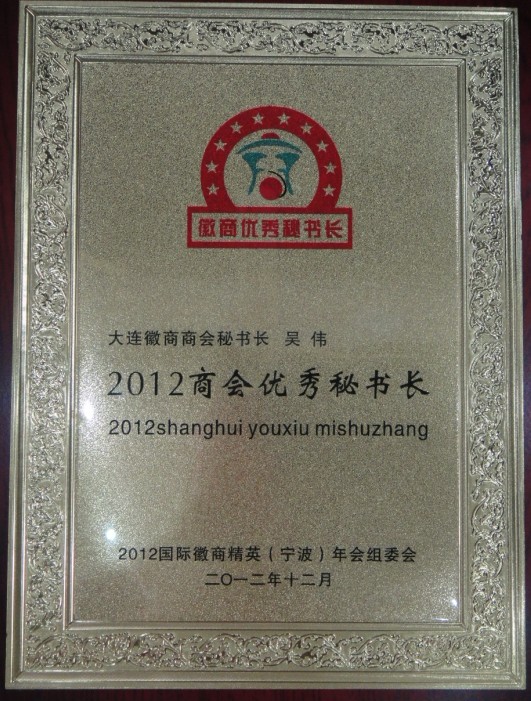 徽商优秀秘书长
大连徽商商会秘书长 吴 伟
2012商会优秀秘书长
2012shanghui youxiu mishuzhang
2012国际徽商精英(宁波)年会组委会
二〇一二年十二月